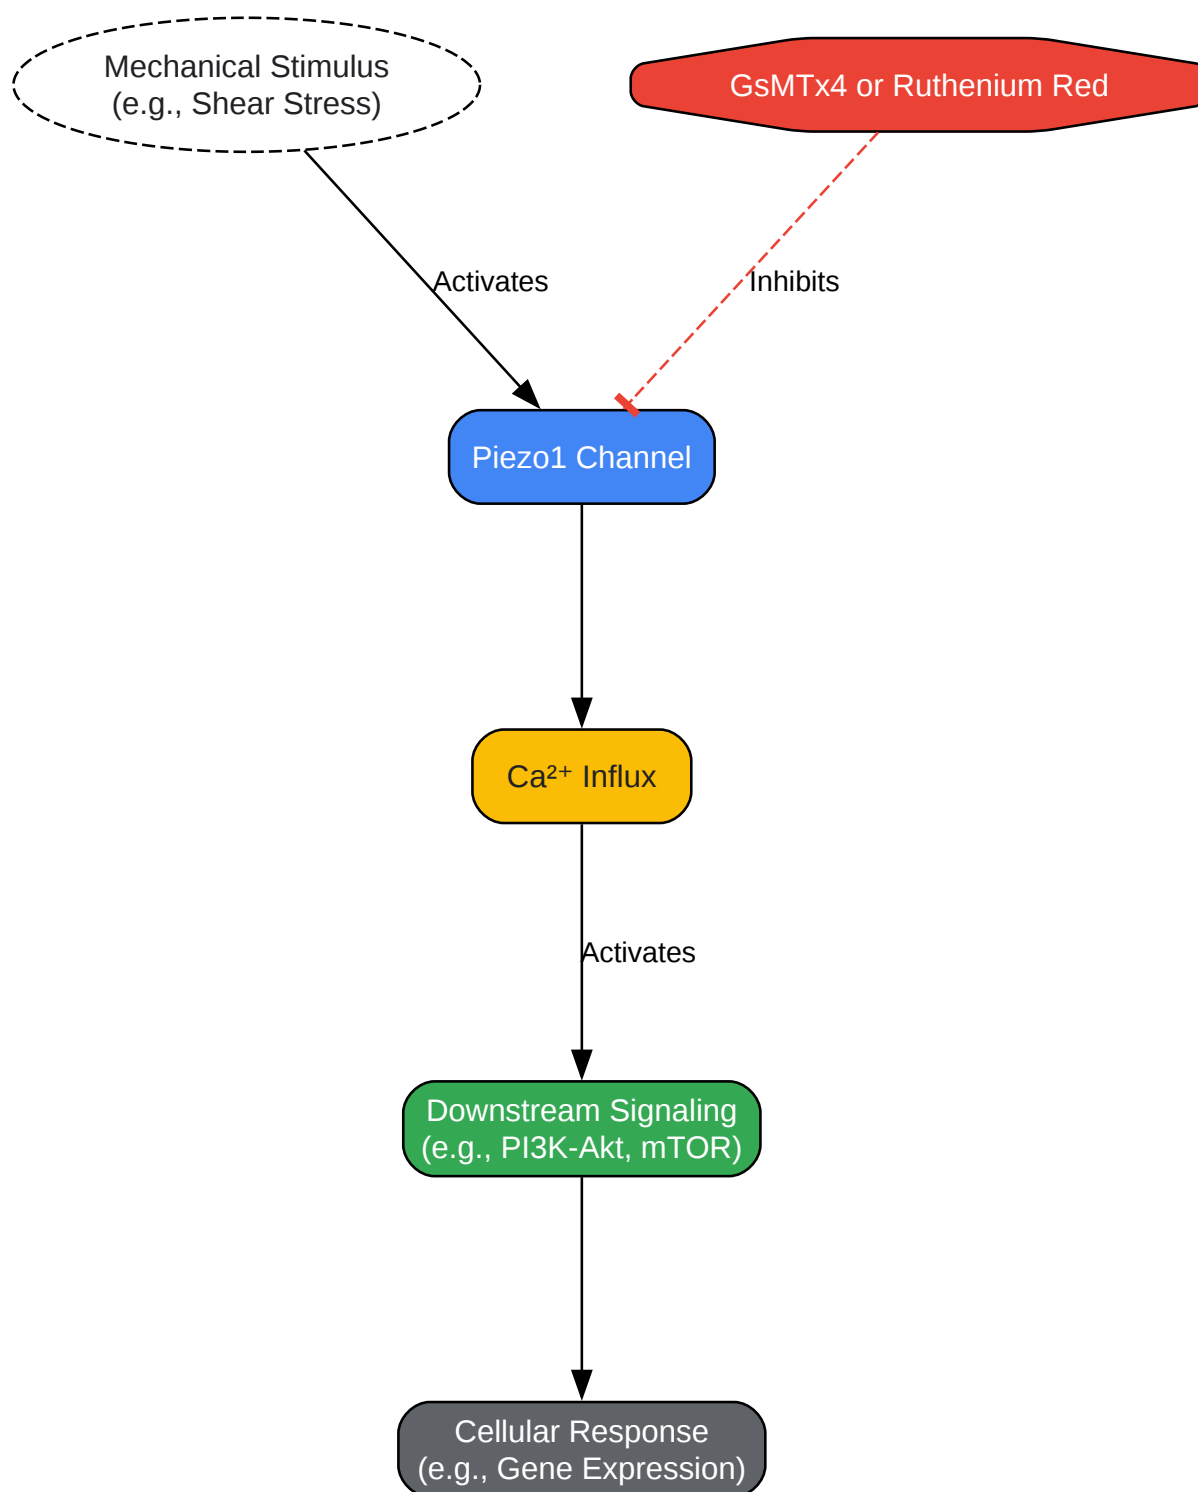 Mechanical Stimulus
(e.g., Shear Stress)
GsMTx4 or Ruthenium Red
Activates
Inhibits
Piezo1 Channel
Ca²⁺ Influx
Activates
Downstream Signaling
(e.g., PI3K-Akt, mTOR)
Cellular Response
(e.g., Gene Expression)